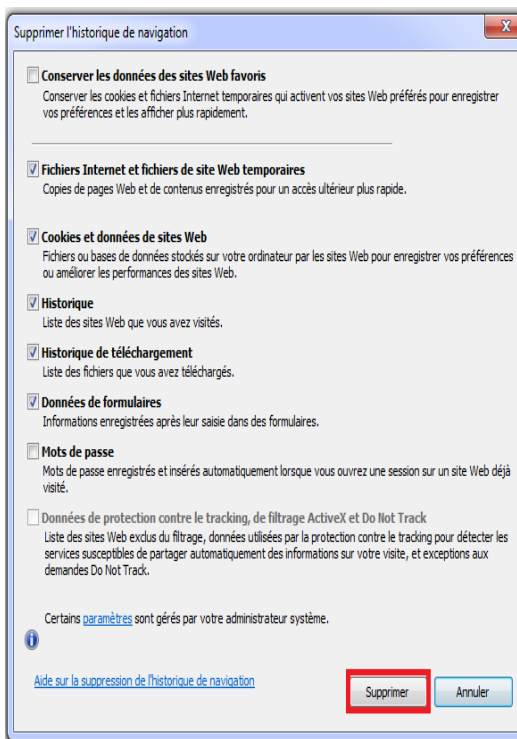 Supprimer l'historique de navigation
Conserver les données des sites Web favoris
Conserver les cookies et fichiers Internet temporaires qui activent vos sites Web préférés pour enregistrer
vos préférences et les afficher plus rapidement.
Fichiers Internet et fichiers de site Web temporaires
Copies de pages Web et de contenus enregistrés pour un accès ultérieur plus rapide.
Cookies et données de sites Web
Fichiers ou bases de données stockés sur votre ordinateur par les sites Web pour enregistrer vos préférences
ou améliorer les performances des sites Web.
Historique
Liste des sites Web que vous avez visités.
Historique de téléchargement
Liste des fichiers que vous avez téléchargés.
Données de formulaires
Informations enregistrées après leur saisie dans des formulaires.
Mots de passe
Mots de passe enregistrés et insérés automatiquement lorsque vous ouvrez une session sur un site Web déjà
visité.
Données de protection contre le tracking, de filtrage ActiveX et Do Not Track
Liste des sites Web exclus du filtrage, données utilisées par la protection contre le tracking pour détecter les
services susceptibles de partager automatiquement des informations sur votre visite, et exceptions aux
demandes Do Not Track.
Certains paramètres sont gérés par votre administrateur système.
Aide sur la suppression de l'historique de navigation
Supprimer Annuler